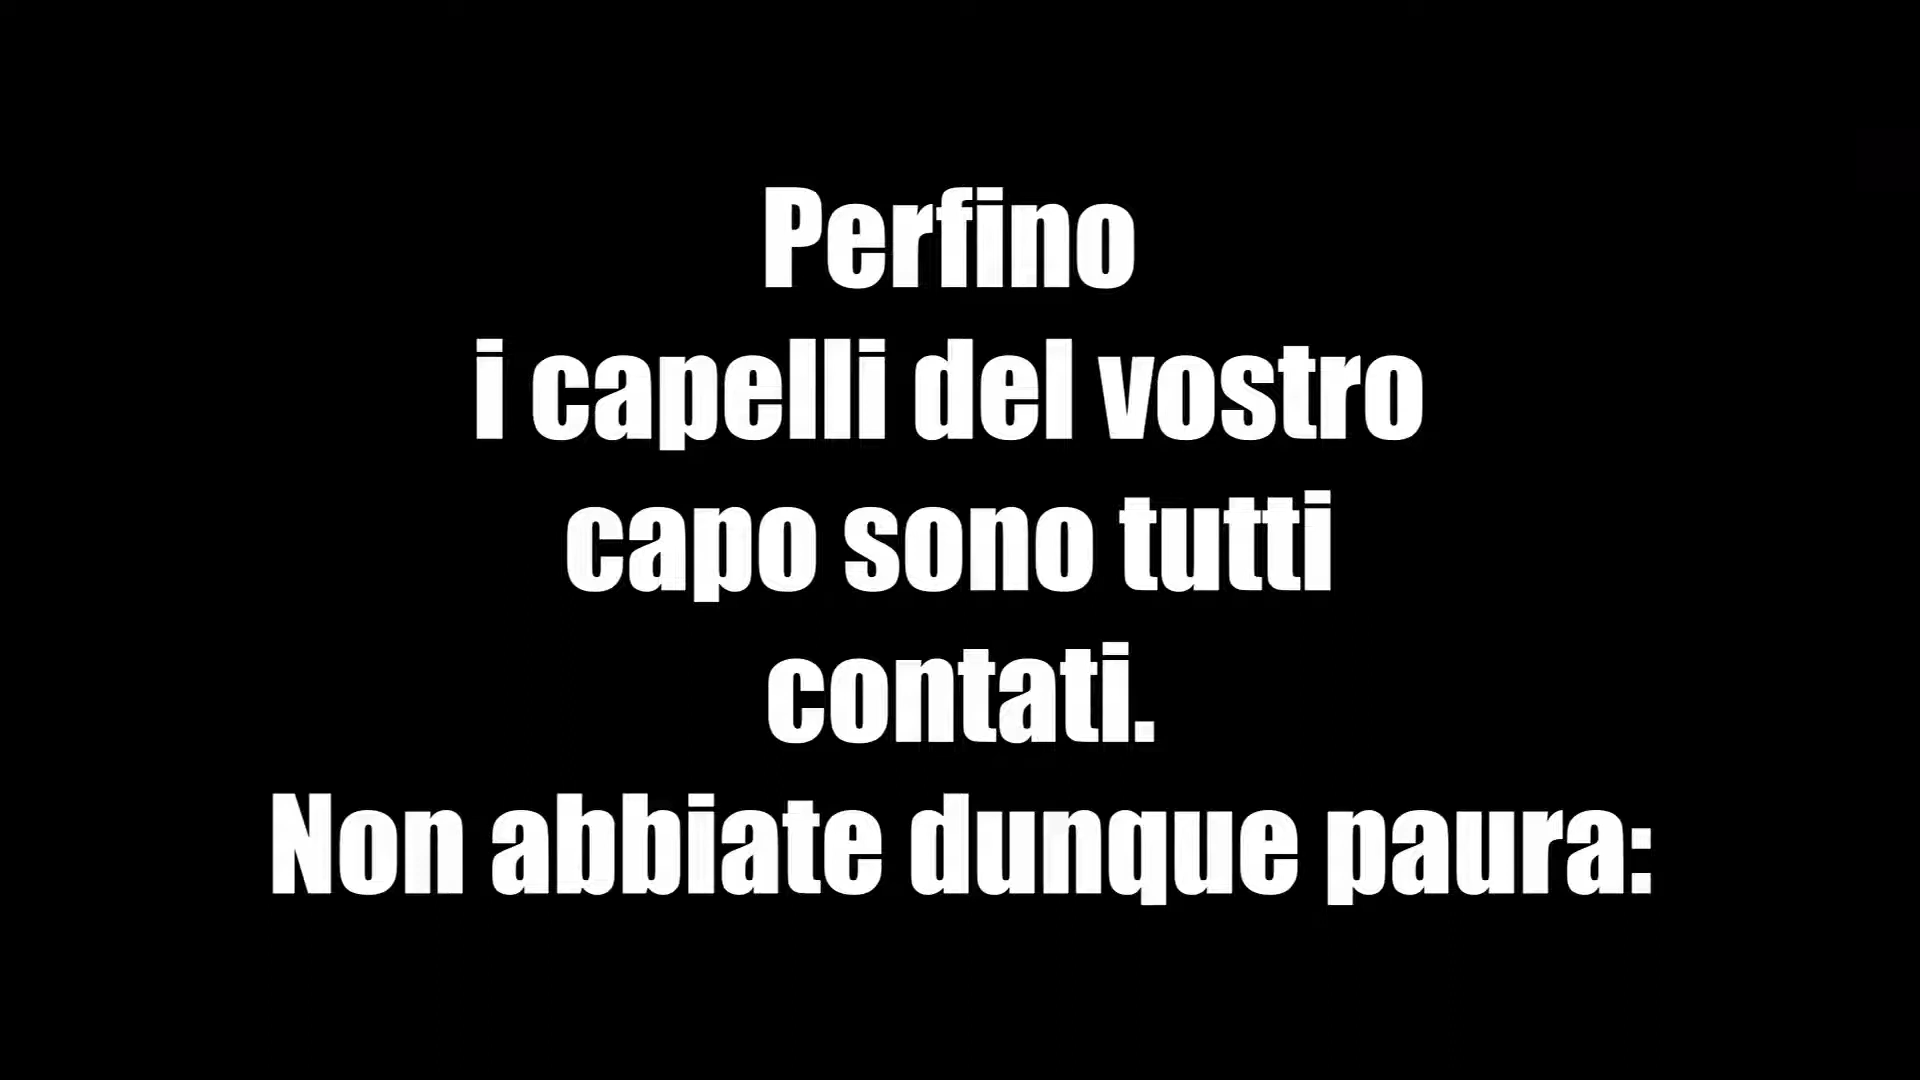 Perfino
i capelli del vostro
capo sono tutti
contati.
Non abbiate dunque paura: